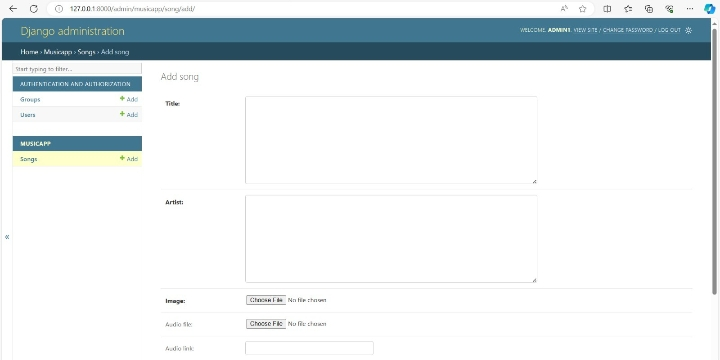 127.0.0.1:8000/admin/musicapp/song/add/
Django administration
WELCOME, ADMIN1. VIEW SITE / CHANGE PASSWORD / LOG OUT
Home › Musicapp › Songs › Add song
Start typing to filter...
AUTHENTICATION AND AUTHORIZATION
Groups + Add
Users + Add
MUSICAPP
Songs + Add
«
Add song
Title:
Artist:
Image: Choose File No file chosen
Audio file: Choose File No file chosen
Audio link: